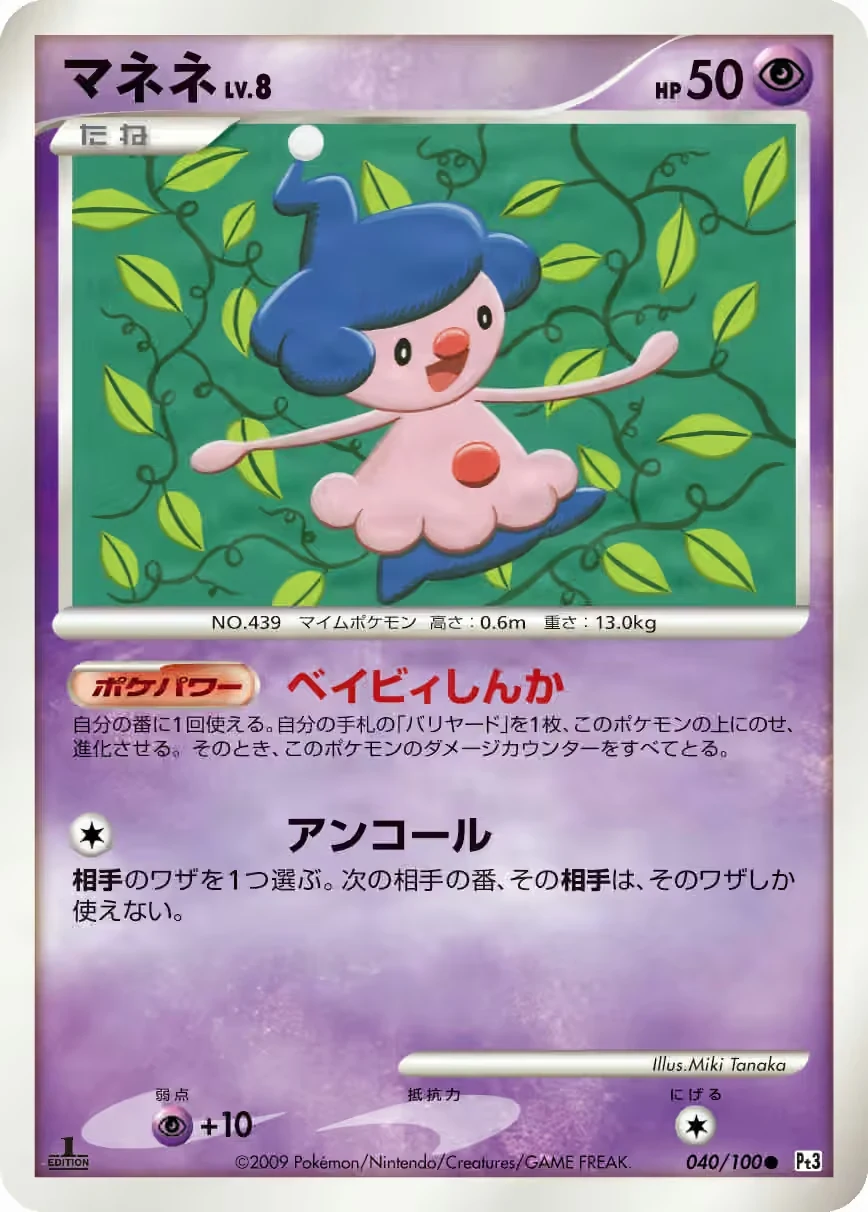 マネネ LV.8 HP 50
たね
NO.439 マイムポケモン 高さ:0.6m 重さ:13.0kg
ポケパワー ベイビィしんか
自分の番に1回使える。自分の手札の「バリヤード」を1枚、このポケモンの上にのせ、
進化させる。そのとき、このポケモンのダメージカウンターをすべてとる。
アンコール
相手のワザを1つ選ぶ。次の相手の番、その相手は、そのワザしか
使えない。
Illus.Miki Tanaka
弱点 抵抗力 にげる
+10
1 EDITION ©2009 Pokémon/Nintendo/Creatures/GAME FREAK. 040/100 Pt3